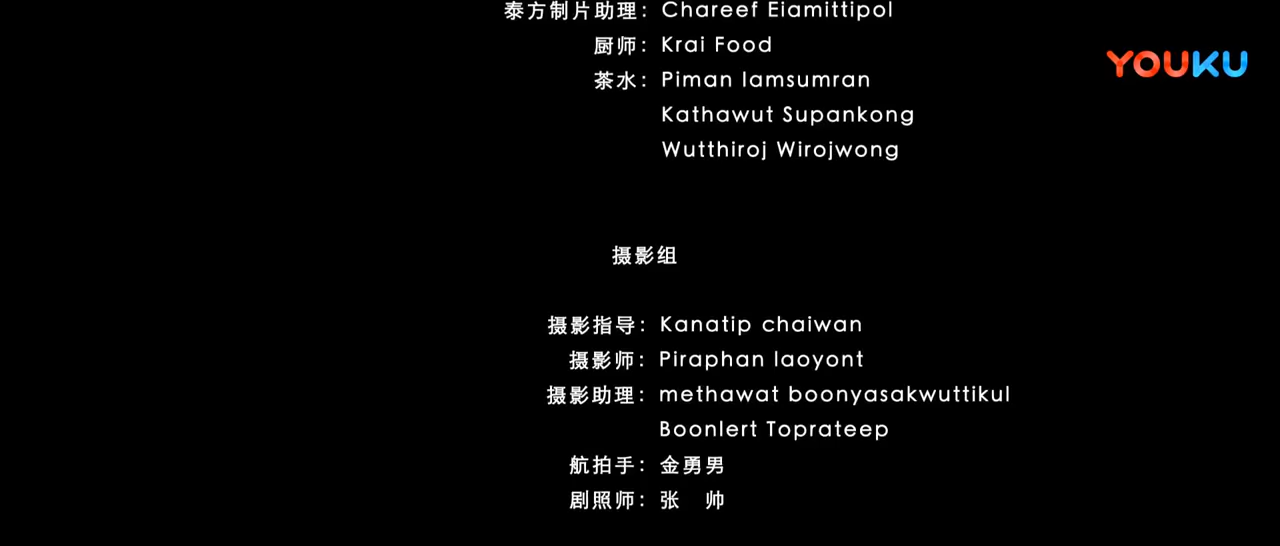 泰方制片助理：Chareef Eiamittipol
厨师：Krai Food
YOUKU
茶水：Piman Iamsumran
Kathawut Supankong
Wutthiroj Wirojwong
摄影组
摄影指导：Kanatip chaiwan
摄影师：Piraphan laoyont
摄影助理：methawat boonyasakwuttikul
Boonlert Toprateep
航拍手：金勇男
剧照师：张　帅